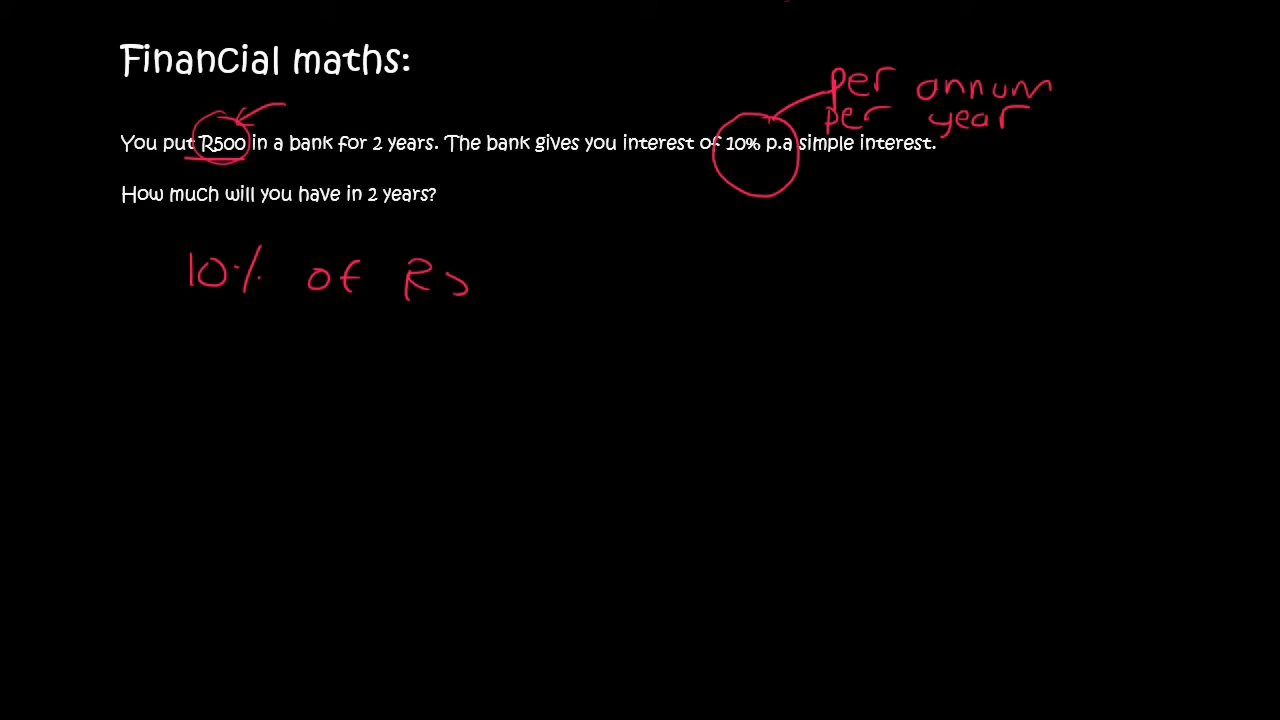 Financial maths:
per annum
per year
You put R500 in a bank for 2 years. The bank gives you interest of 10% p.a simple interest.
How much will you have in 2 years?
10% of R